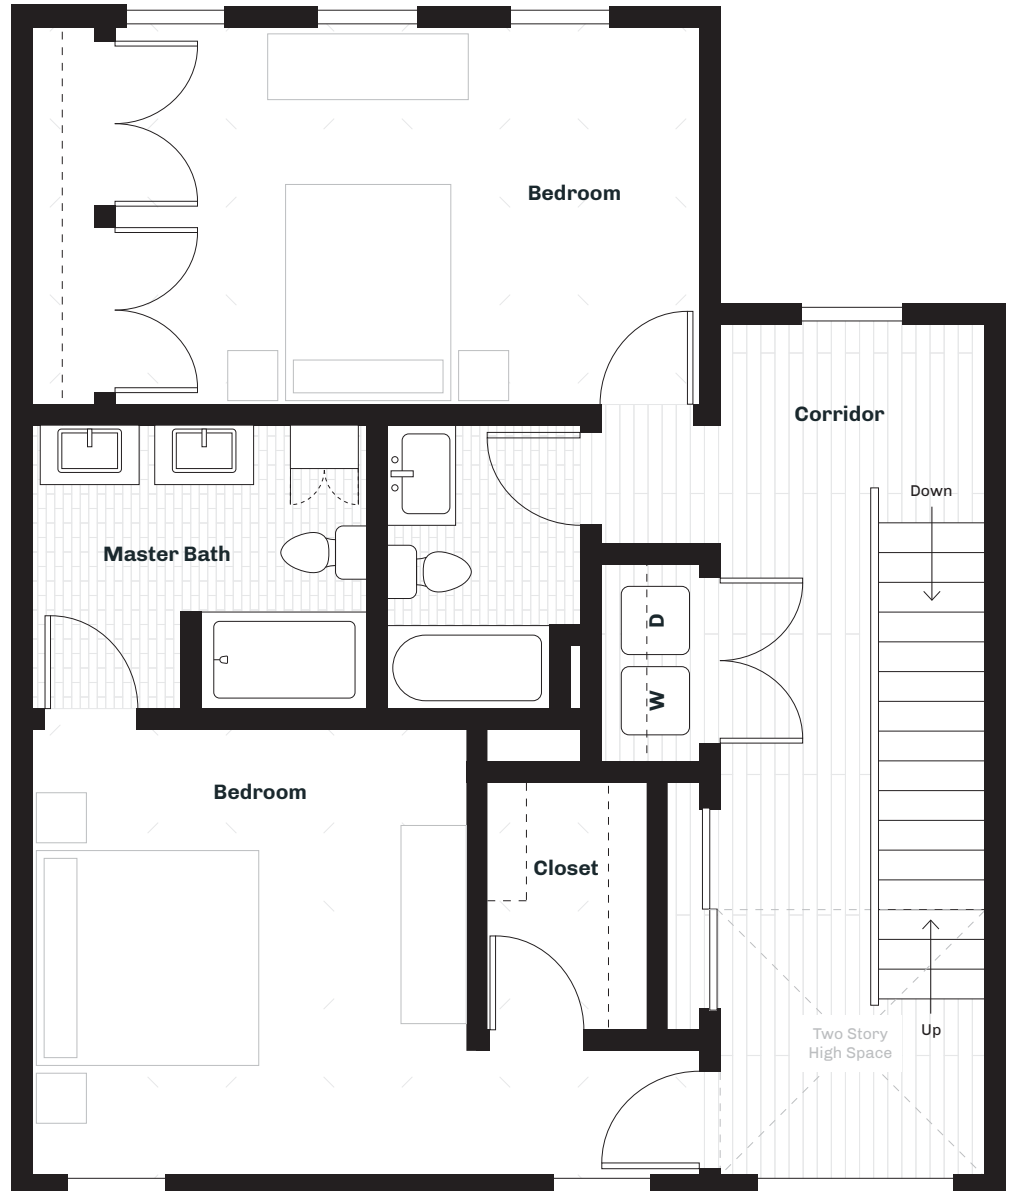 Bedroom
Corridor
Down
Master Bath
D
W
Bedroom
Closet
Two Story
High Space
Up